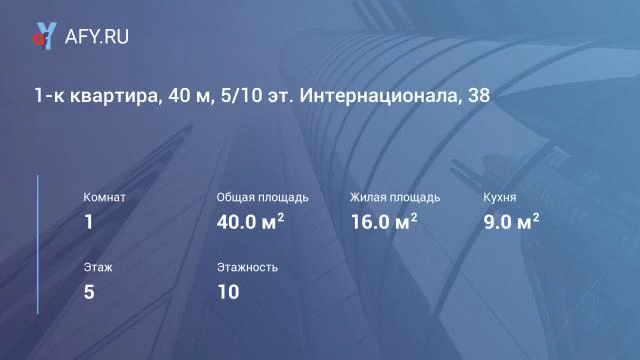 AFY.RU
1-к квартира, 40 м, 5/10 эт. Интернационала, 38
Комнат
1
Общая площадь
40.0 м²
Жилая площадь
16.0 м²
Кухня
9.0 м²
Этаж
5
Этажность
10